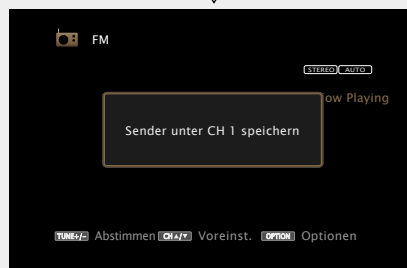 FM
STEREO AUTO
ow Playing
Sender unter CH 1 speichern
TUNE+/- Abstimmen CH▲/▼ Voreinst. OPTION Optionen